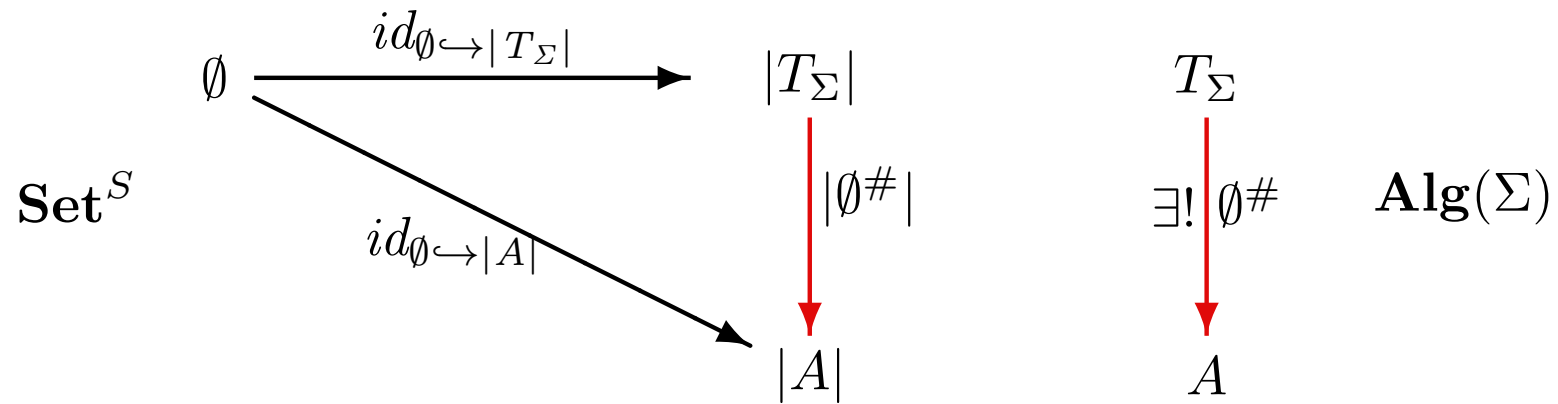 id_{∅↪|T_Σ|}
∅ |T_Σ| T_Σ
Set^S |∅^#| ∃! ∅^# Alg(Σ)
id_{∅↪|A|}
|A| A